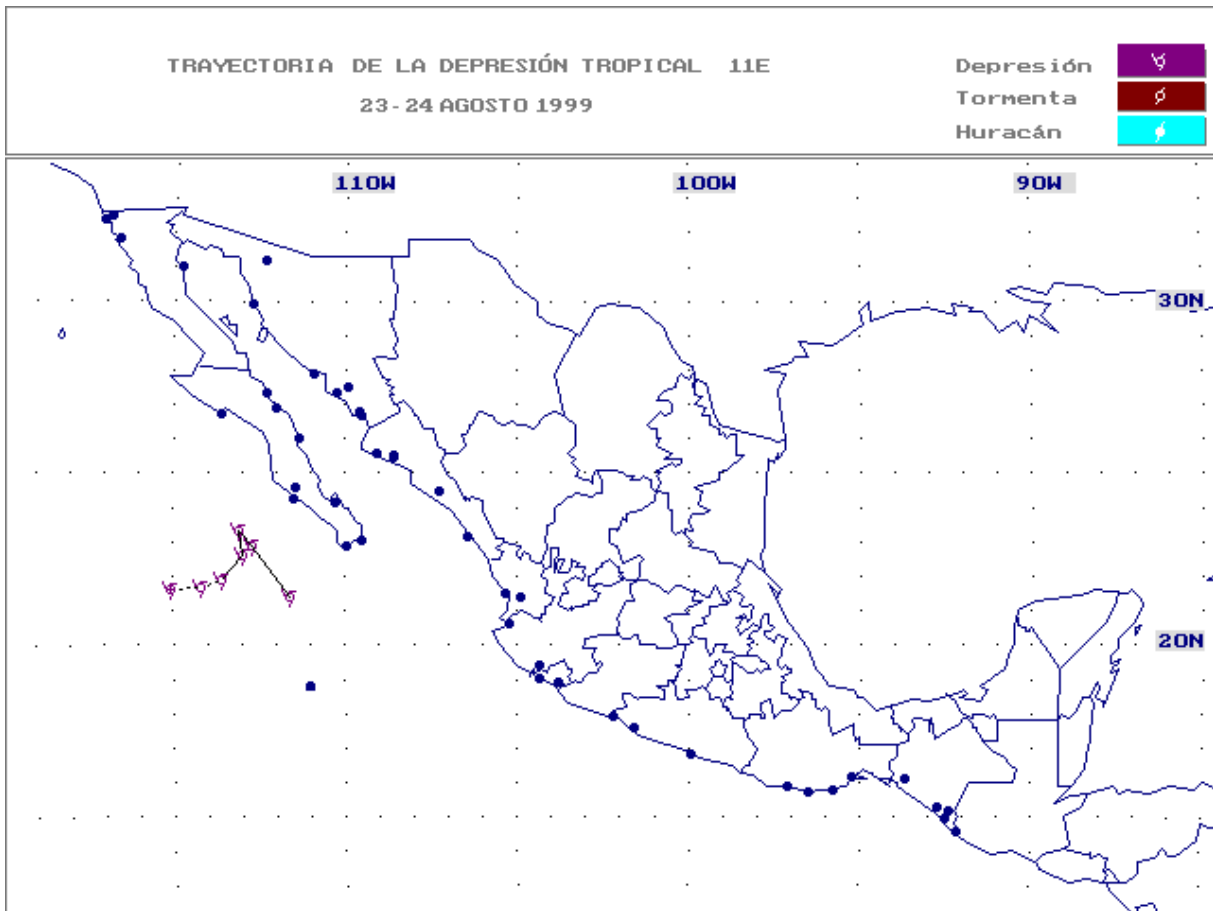 TRAYECTORIA DE LA DEPRESIÓN TROPICAL 11E
23-24 AGOSTO 1999
Depresión
Tormenta
Huracán
110W 100W 90W
30N
20N